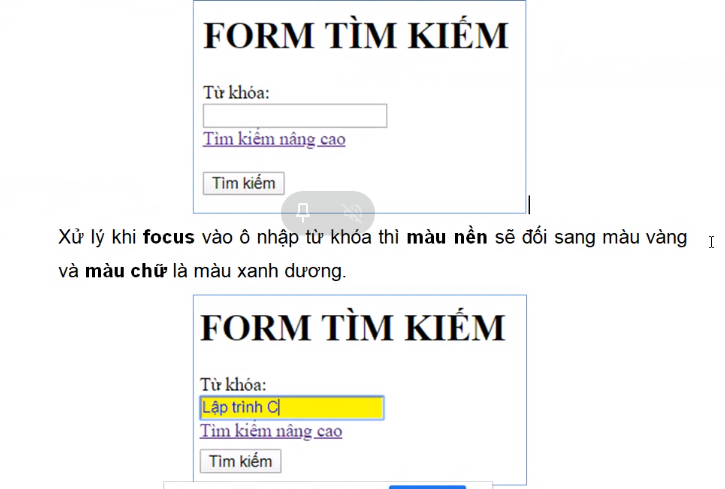 FORM TÌM KIẾM
Từ khóa:
Tìm kiếm nâng cao
Tìm kiếm
Xử lý khi focus vào ô nhập từ khóa thì màu nền sẽ đối sang màu vàng
và màu chữ là màu xanh dương.
FORM TÌM KIẾM
Từ khóa:
Lập trình C
Tìm kiếm nâng cao
Tìm kiếm